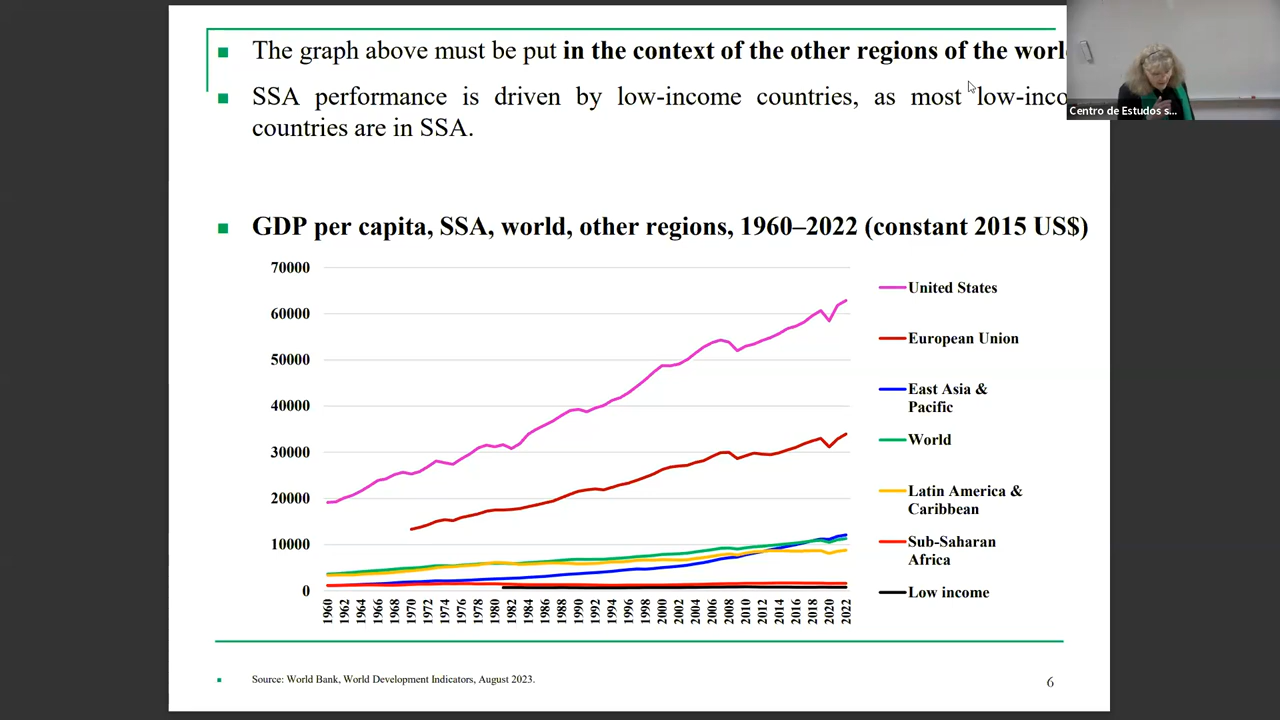 The graph above must be put in the context of the other regions of the worl
SSA performance is driven by low-income countries, as most low-inco
countries are in SSA.
Centro de Estudos s...
GDP per capita, SSA, world, other regions, 1960–2022 (constant 2015 US$)
70000
60000
50000
40000
30000
20000
10000
0
1960 1962 1964 1966 1968 1970 1972 1974 1976 1978 1980 1982 1984 1986 1988 1990 1992 1994 1996 1998 2000 2002 2004 2006 2008 2010 2012 2014 2016 2018 2020 2022
United States
European Union
East Asia &
Pacific
World
Latin America &
Caribbean
Sub-Saharan
Africa
Low income
Source: World Bank, World Development Indicators, August 2023.
6